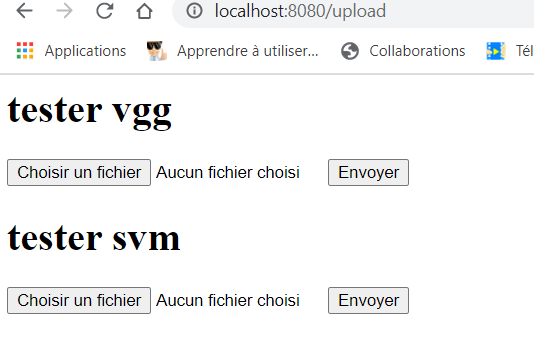 localhost:8080/upload
Applications Apprendre à utiliser... Collaborations Tél
tester vgg
Choisir un fichier Aucun fichier choisi Envoyer
tester svm
Choisir un fichier Aucun fichier choisi Envoyer